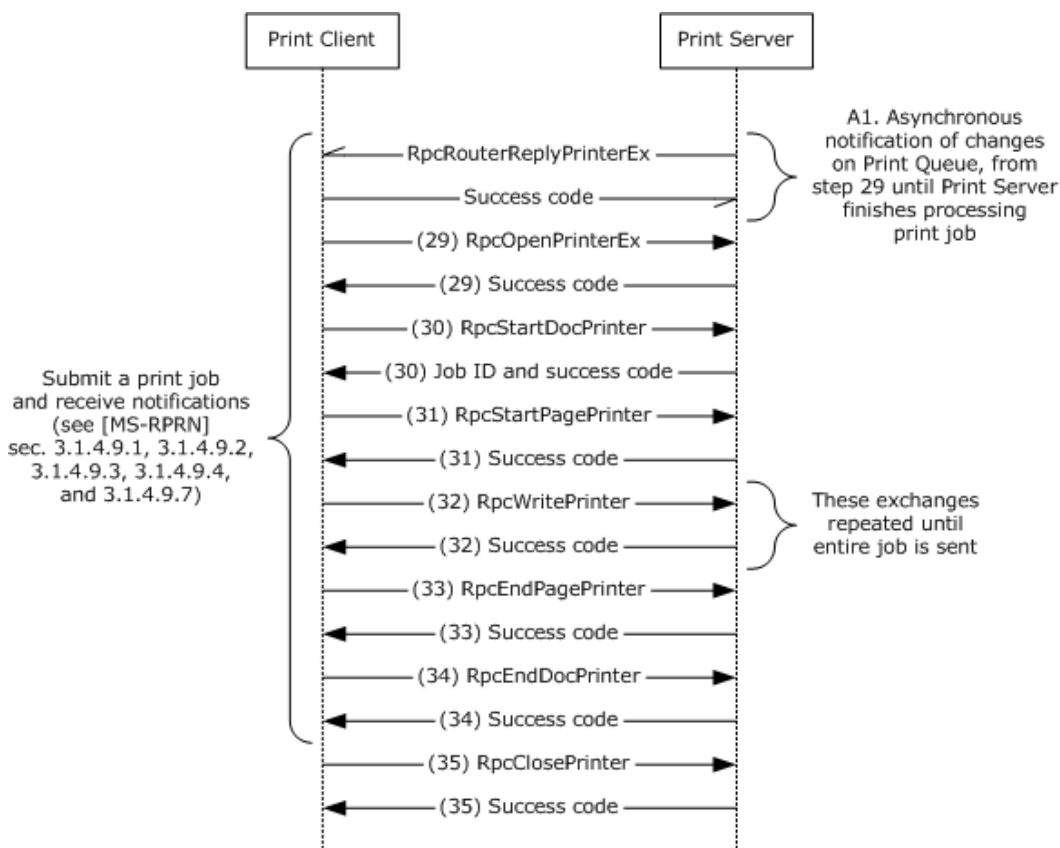 Print Client
Print Server
RpcRouterReplyPrinterEx
Success code
A1. Asynchronous
notification of changes
on Print Queue, from
step 29 until Print Server
finishes processing
print job
(29) RpcOpenPrinterEx
(29) Success code
(30) RpcStartDocPrinter
(30) Job ID and success code
Submit a print job
and receive notifications
(see [MS-RPRN]
sec. 3.1.4.9.1, 3.1.4.9.2,
3.1.4.9.3, 3.1.4.9.4,
and 3.1.4.9.7)
(31) RpcStartPagePrinter
(31) Success code
(32) RpcWritePrinter
(32) Success code
These exchanges
repeated until
entire job is sent
(33) RpcEndPagePrinter
(33) Success code
(34) RpcEndDocPrinter
(34) Success code
(35) RpcClosePrinter
(35) Success code